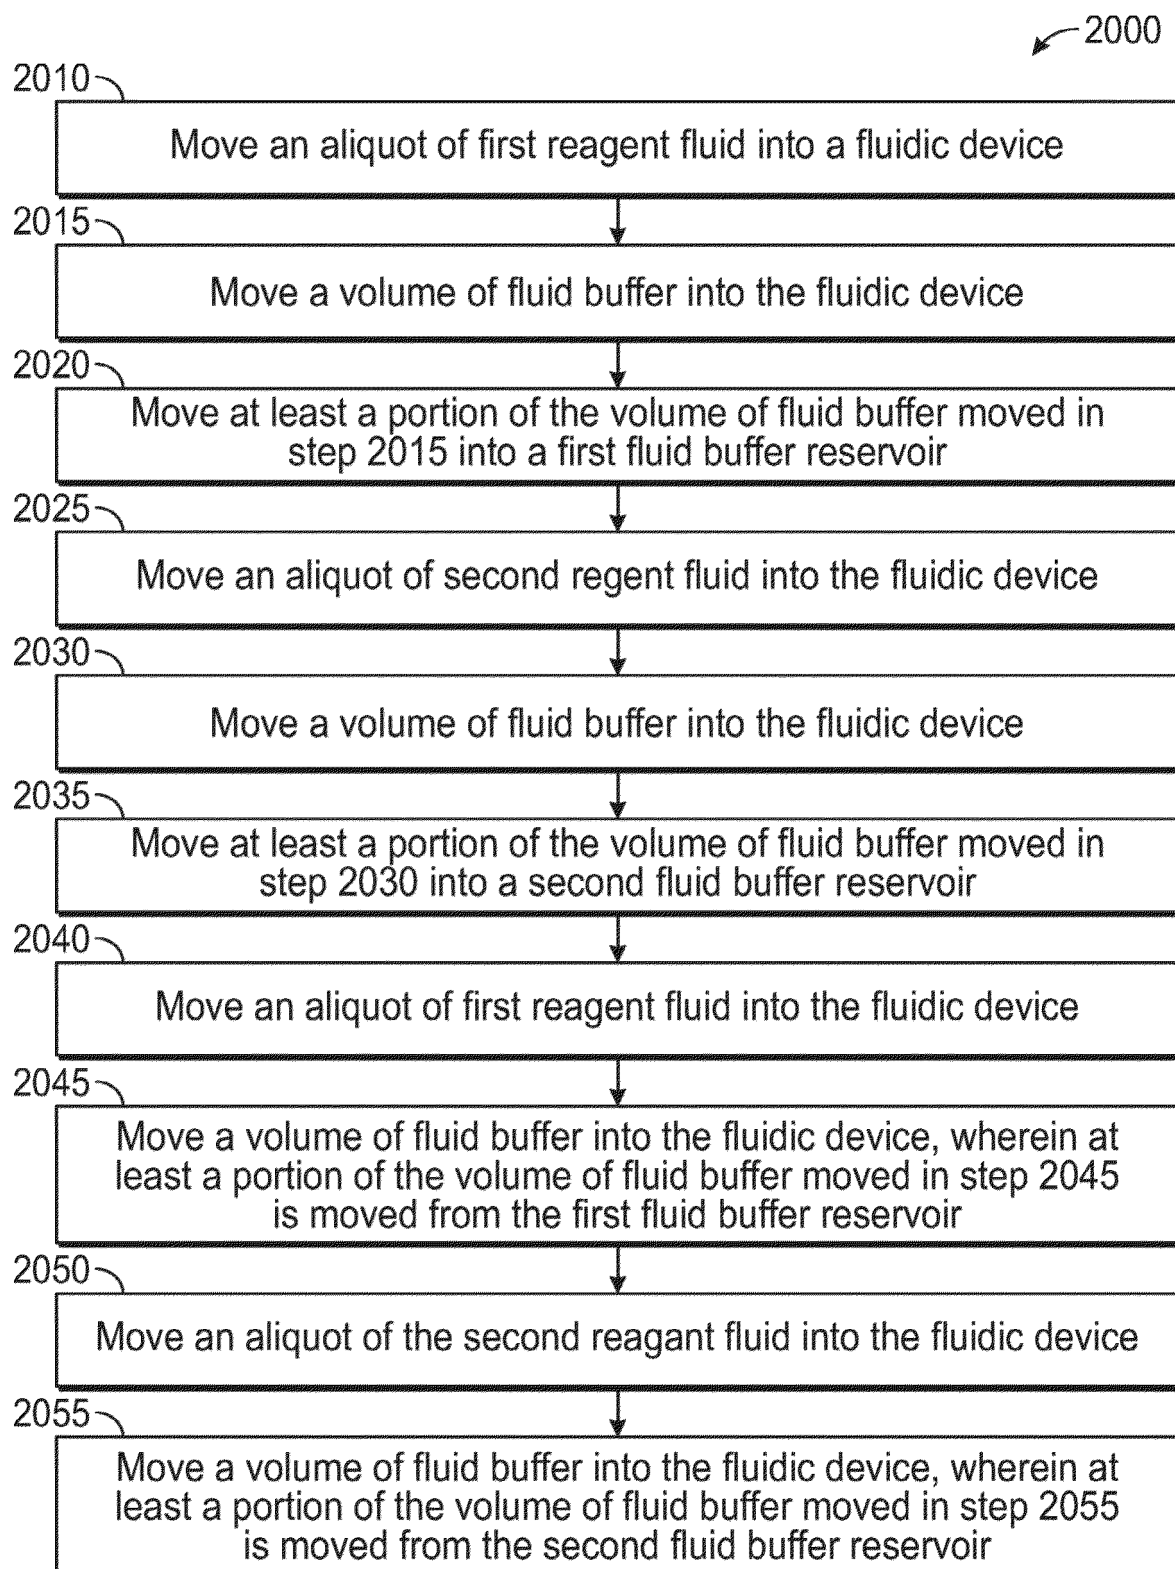 2000
2010
Move an aliquot of first reagent fluid into a fluidic device
2015
Move a volume of fluid buffer into the fluidic device
2020
Move at least a portion of the volume of fluid buffer moved in
step 2015 into a first fluid buffer reservoir
2025
Move an aliquot of second regent fluid into the fluidic device
2030
Move a volume of fluid buffer into the fluidic device
2035
Move at least a portion of the volume of fluid buffer moved in
step 2030 into a second fluid buffer reservoir
2040
Move an aliquot of first reagent fluid into the fluidic device
2045
Move a volume of fluid buffer into the fluidic device, wherein at
least a portion of the volume of fluid buffer moved in step 2045
is moved from the first fluid buffer reservoir
2050
Move an aliquot of the second reagant fluid into the fluidic device
2055
Move a volume of fluid buffer into the fluidic device, wherein at
least a portion of the volume of fluid buffer moved in step 2055
is moved from the second fluid buffer reservoir